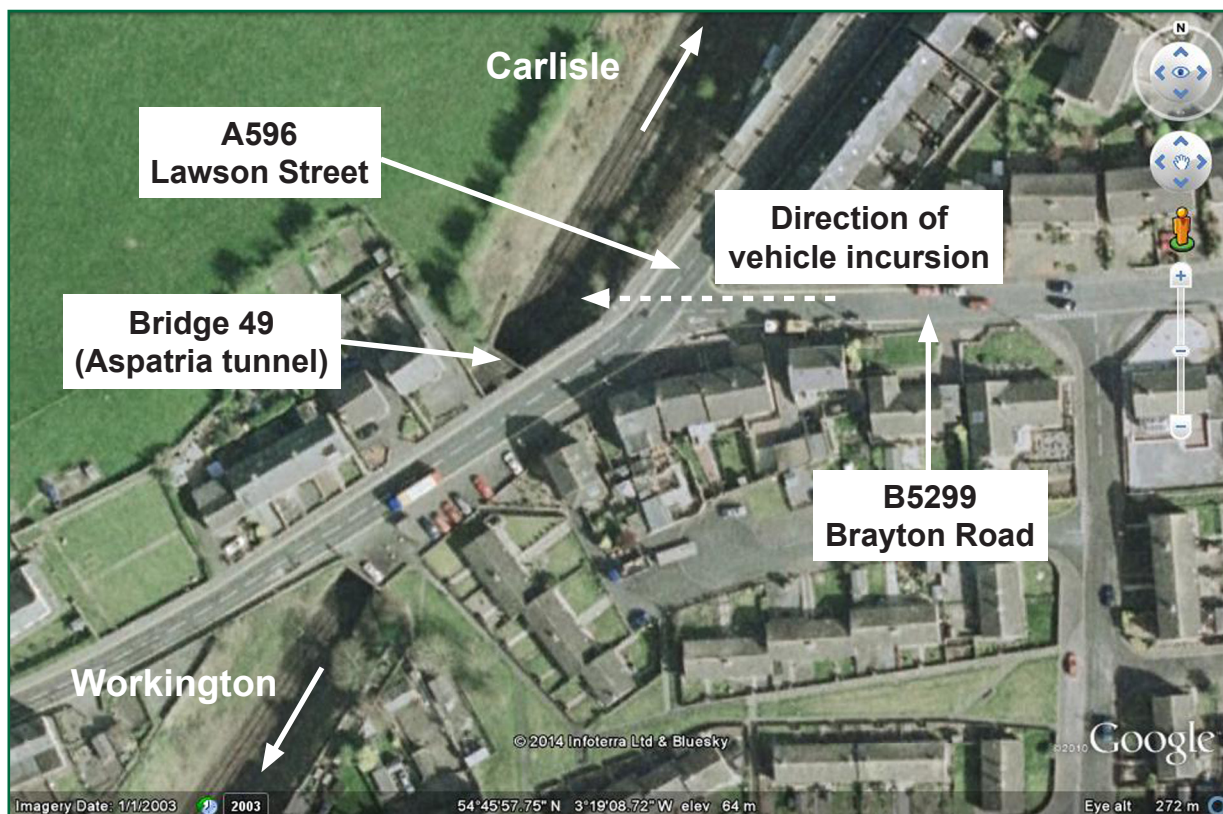 Carlisle
N
A596
Lawson Street
Direction of
vehicle incursion
Bridge 49
(Aspatria tunnel)
B5299
Brayton Road
Workington
© 2014 Infoterra Ltd & Bluesky
©2010 Google
Imagery Date: 1/1/2003
2003
54°45'57.75" N 3°19'08.72" W elev 64 m
Eye alt 272 m